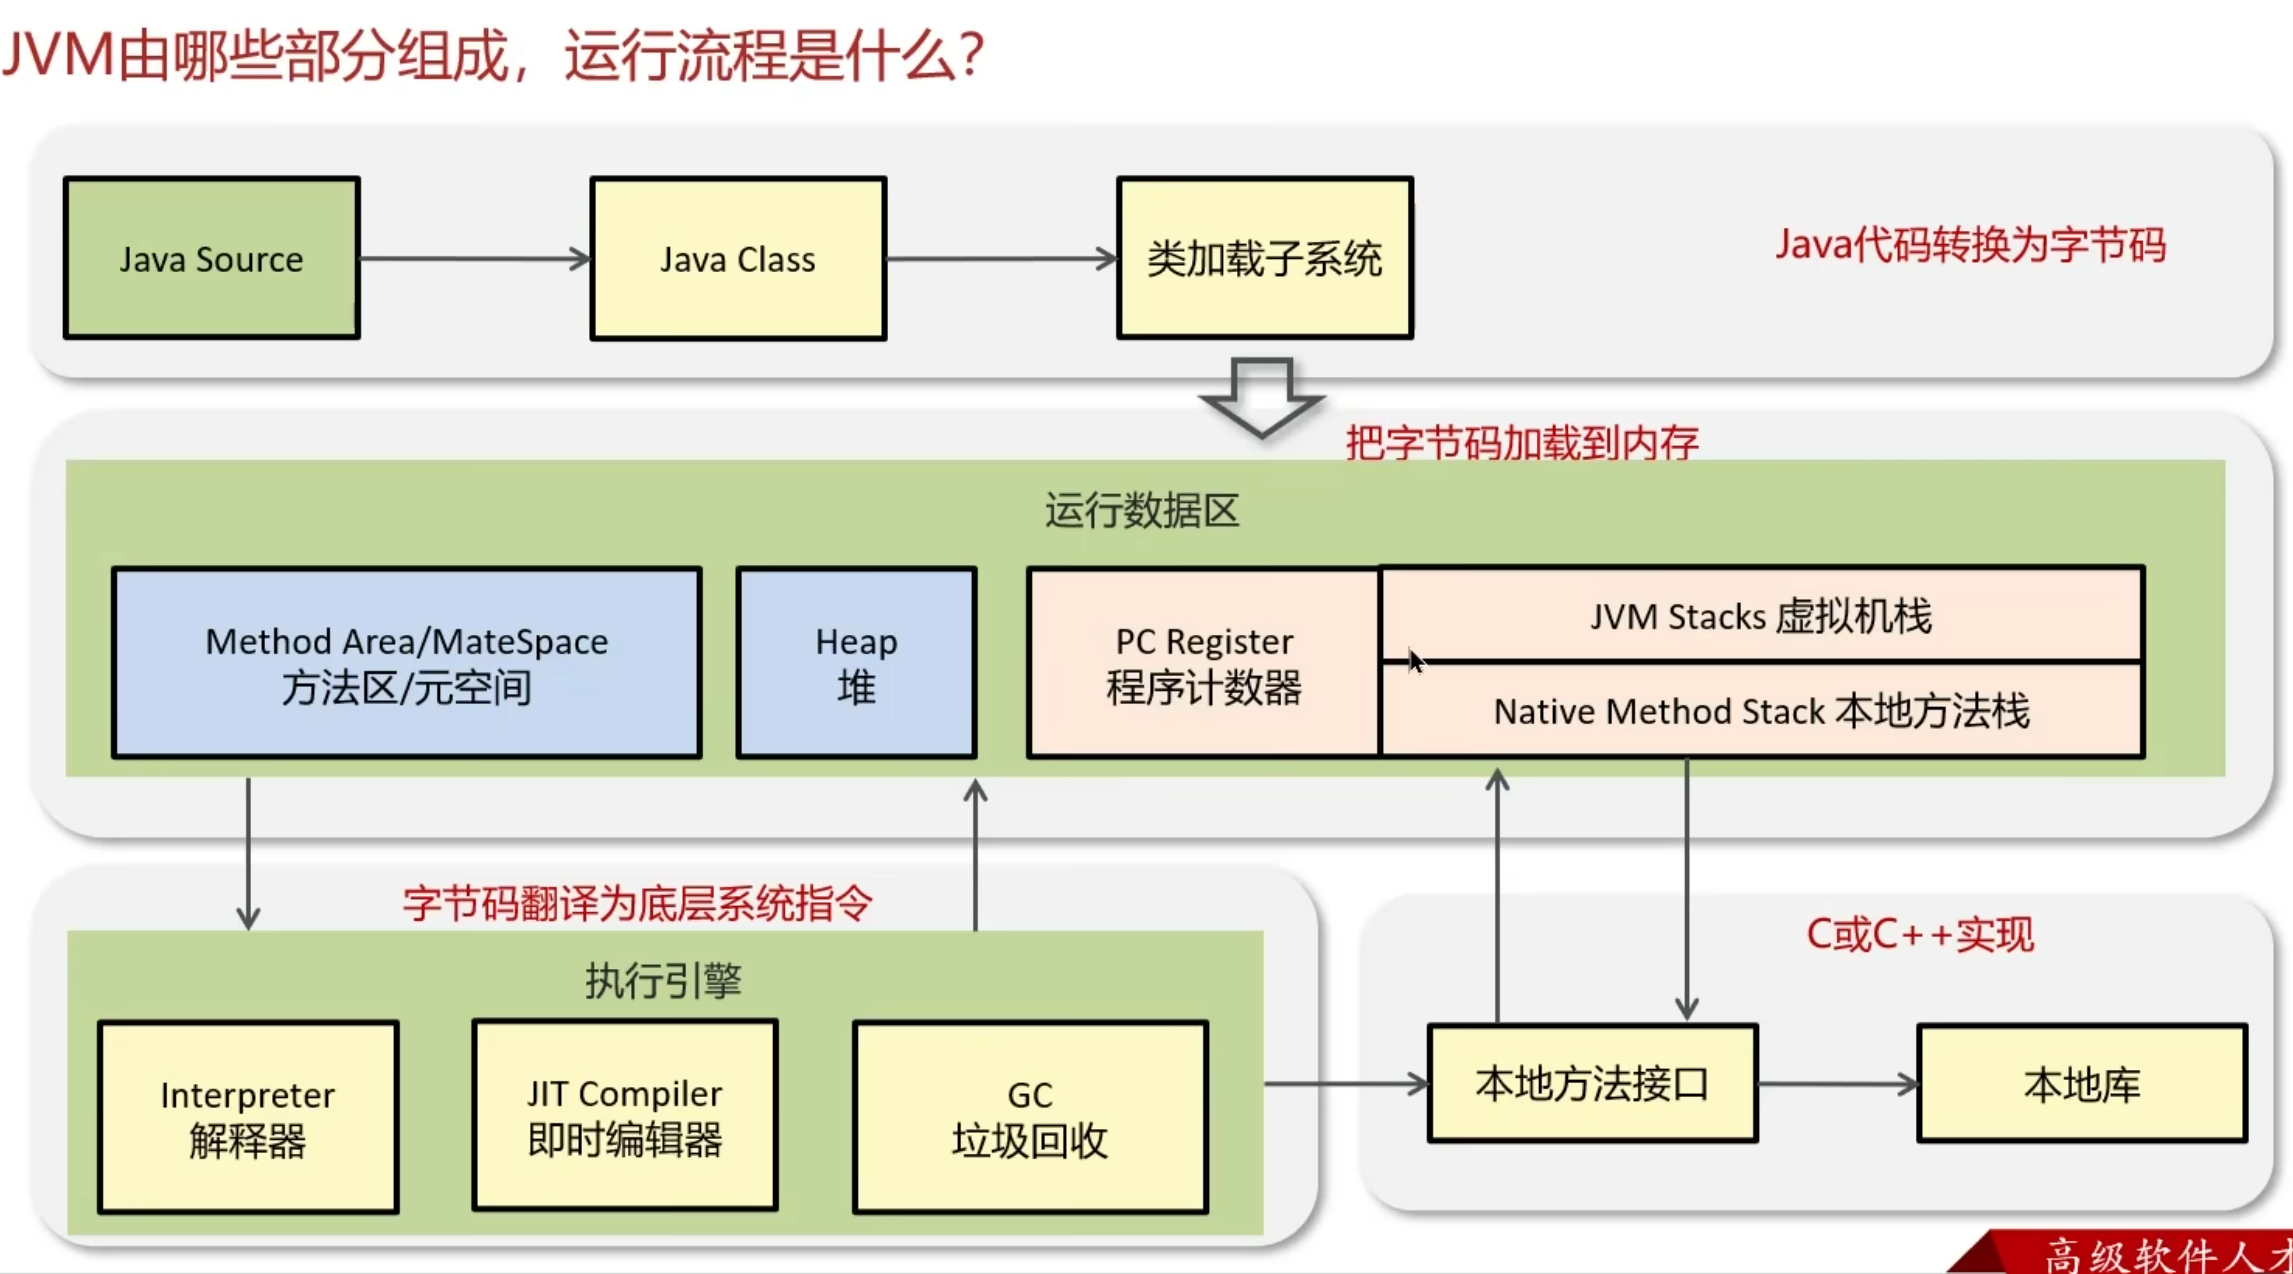 JVM由哪些部分组成，运行流程是什么？
Java Source
Java Class
类加载子系统
Java代码转换为字节码
把字节码加载到内存
运行数据区
Method Area/MateSpace
方法区/元空间
Heap
堆
PC Register
程序计数器
JVM Stacks 虚拟机栈
Native Method Stack 本地方法栈
字节码翻译为底层系统指令
执行引擎
Interpreter
解释器
JIT Compiler
即时编辑器
GC
垃圾回收
C或C++实现
本地方法接口
本地库
高级软件人才